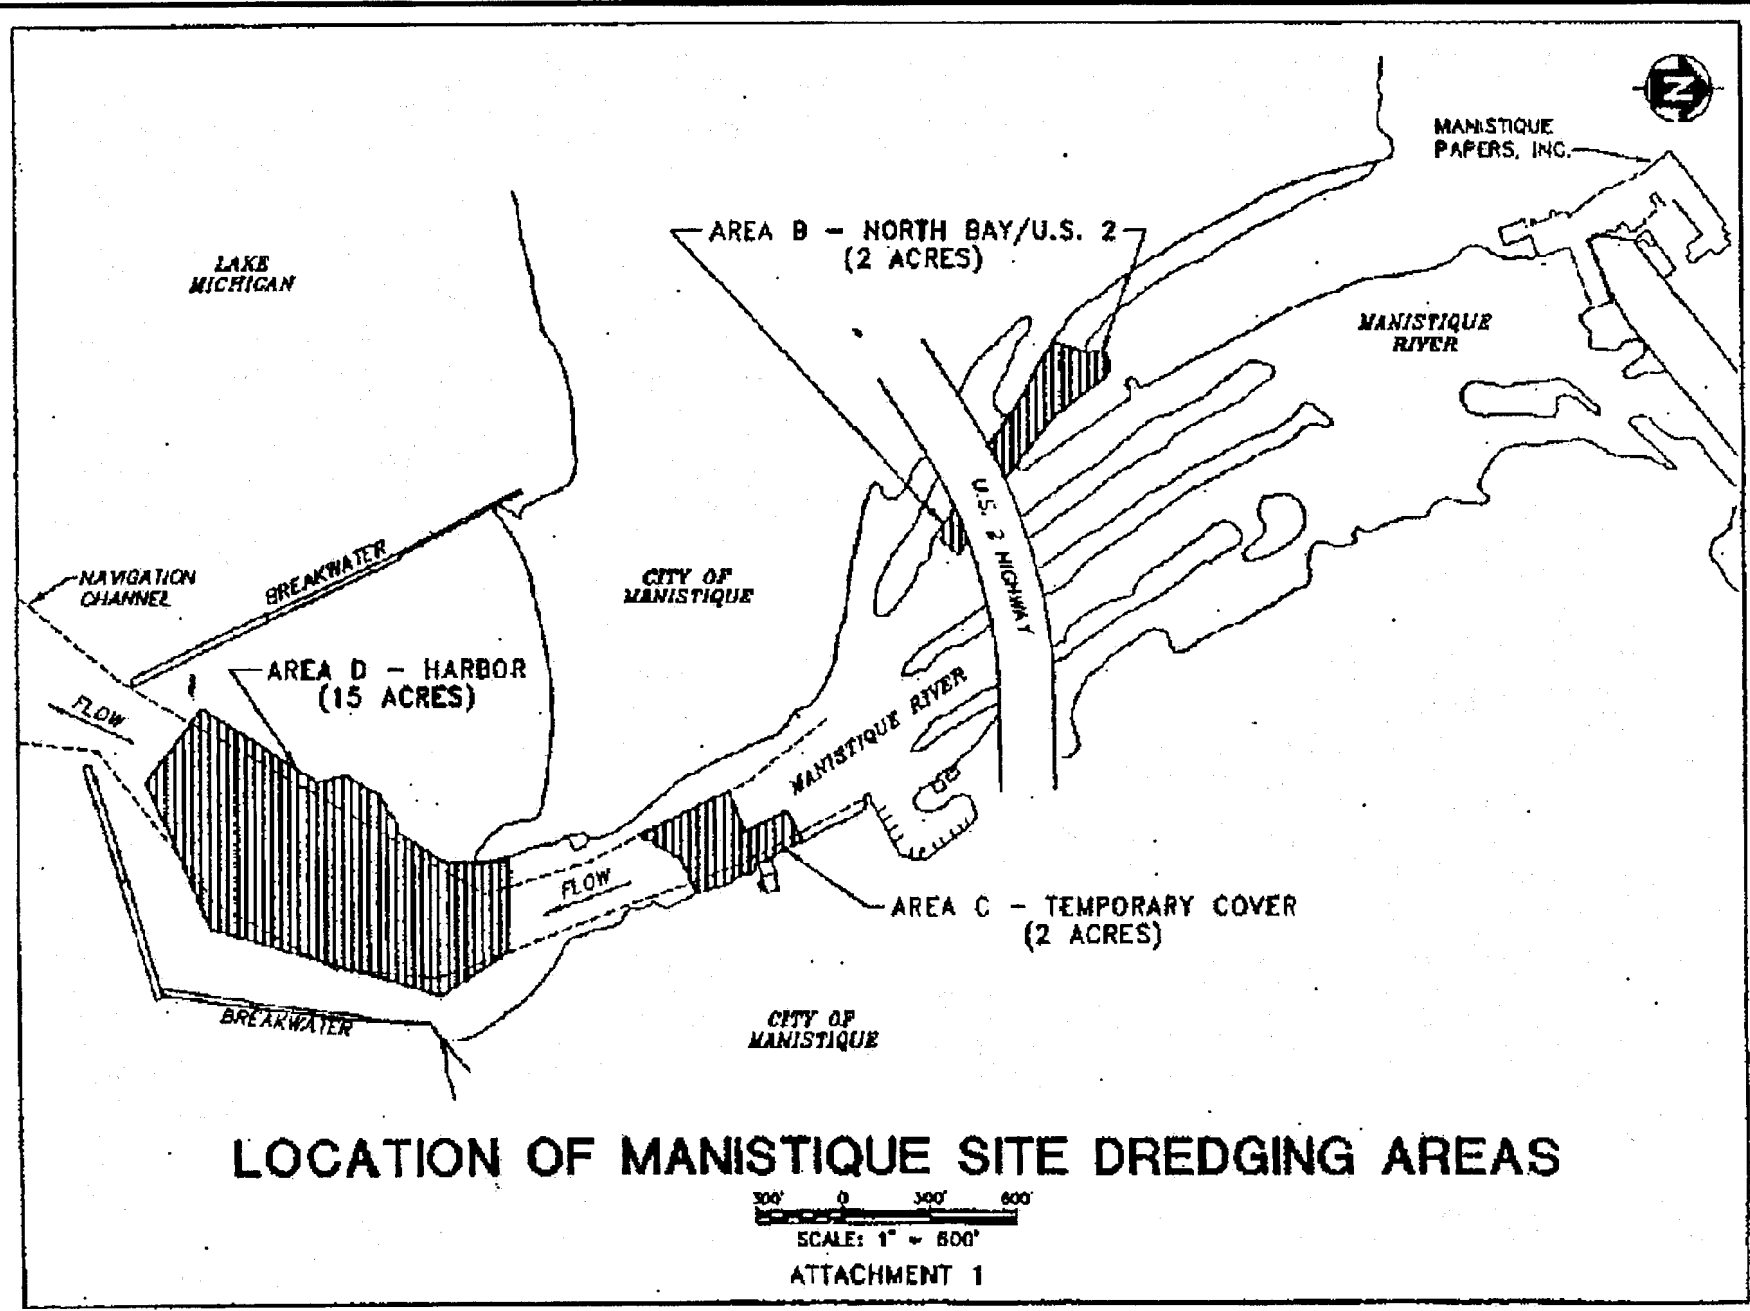 N
MANISTIQUE
PAPERS, INC.
AREA B - NORTH BAY/U.S. 2
(2 ACRES)
LAKE
MICHIGAN
MANISTIQUE
RIVER
U.S. 2 HIGHWAY
BREAKWATER
NAVIGATION
CHANNEL
CITY OF
MANISTIQUE
AREA D - HARBOR
(15 ACRES)
FLOW
MANISTIQUE RIVER
FLOW
AREA C - TEMPORARY COVER
(2 ACRES)
BREAKWATER
CITY OF
MANISTIQUE
LOCATION OF MANISTIQUE SITE DREDGING AREAS
300' 0 300' 600'
SCALE: 1" = 600'
ATTACHMENT 1